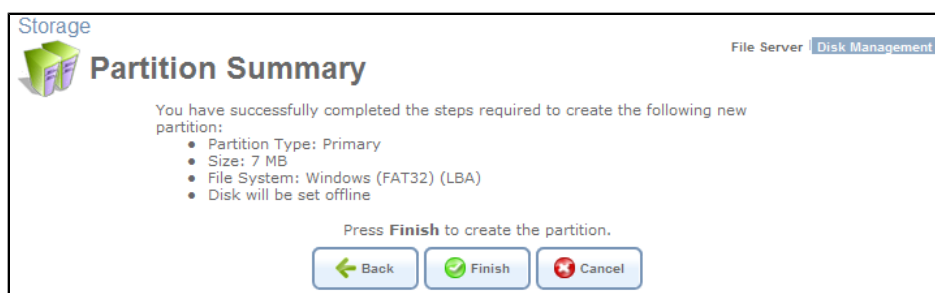 Storage
File Server | Disk Management
Partition Summary
You have successfully completed the steps required to create the following new
partition:
• Partition Type: Primary
• Size: 7 MB
• File System: Windows (FAT32) (LBA)
• Disk will be set offline
Press Finish to create the partition.
Back
Finish
Cancel